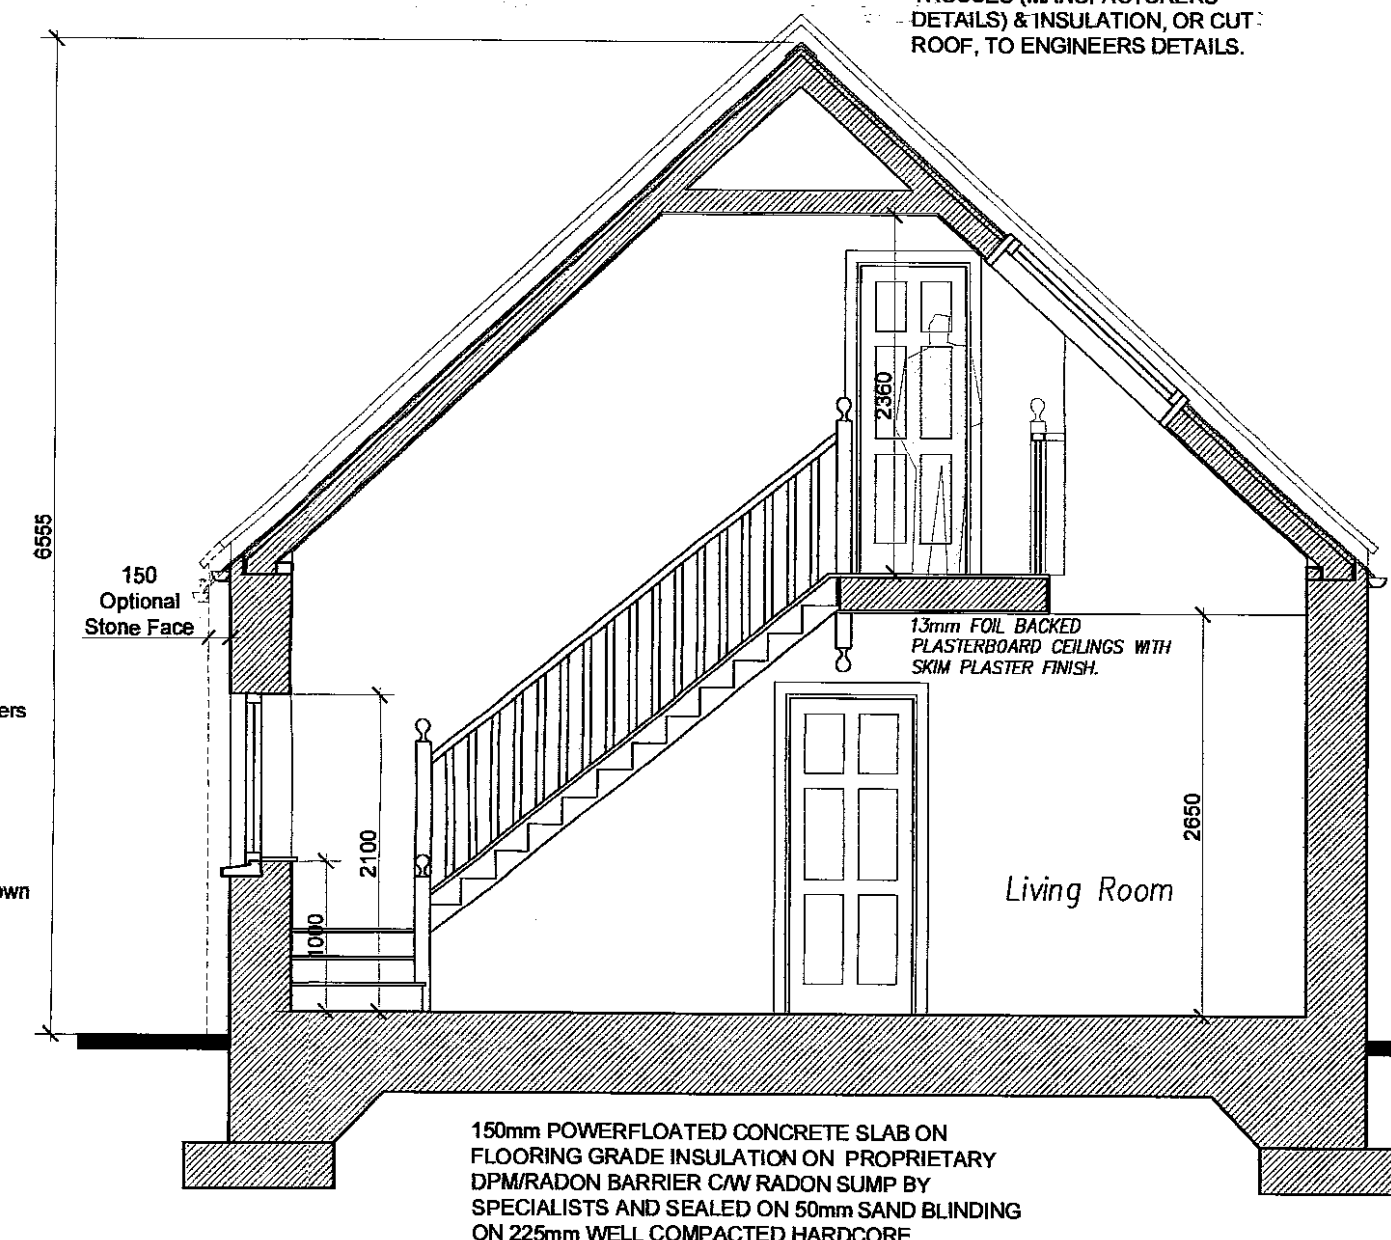 DETAILS) & INSULATION, OR CUT
ROOF, TO ENGINEERS DETAILS.
2360
6555
150
Optional
Stone Face
13mm FOIL BACKED
PLASTERBOARD CEILINGS WITH
SKIM PLASTER FINISH.
2100
1000
2650
Living Room
150mm POWERFLOATED CONCRETE SLAB ON
FLOORING GRADE INSULATION ON PROPRIETARY
DPM/RADON BARRIER C/W RADON SUMP BY
SPECIALISTS AND SEALED ON 50mm SAND BLINDING
ON 225mm WELL COMPACTED HARDCORE